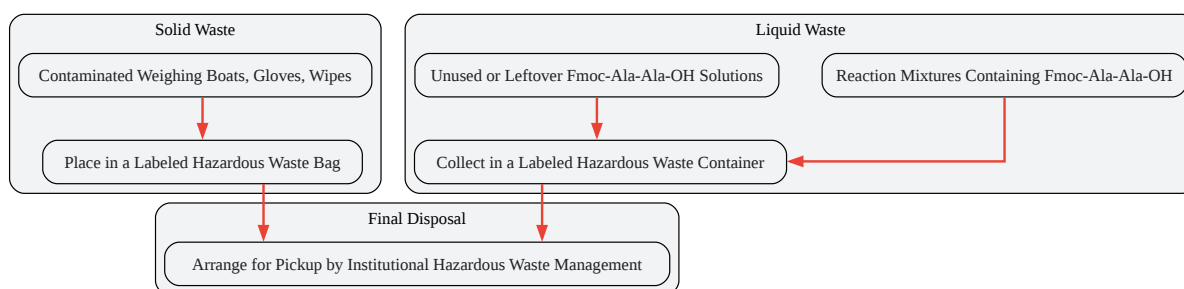 Solid Waste
Contaminated Weighing Boats, Gloves, Wipes
Place in a Labeled Hazardous Waste Bag
Liquid Waste
Unused or Leftover Fmoc-Ala-Ala-OH Solutions
Reaction Mixtures Containing Fmoc-Ala-Ala-OH
Collect in a Labeled Hazardous Waste Container
Final Disposal
Arrange for Pickup by Institutional Hazardous Waste Management